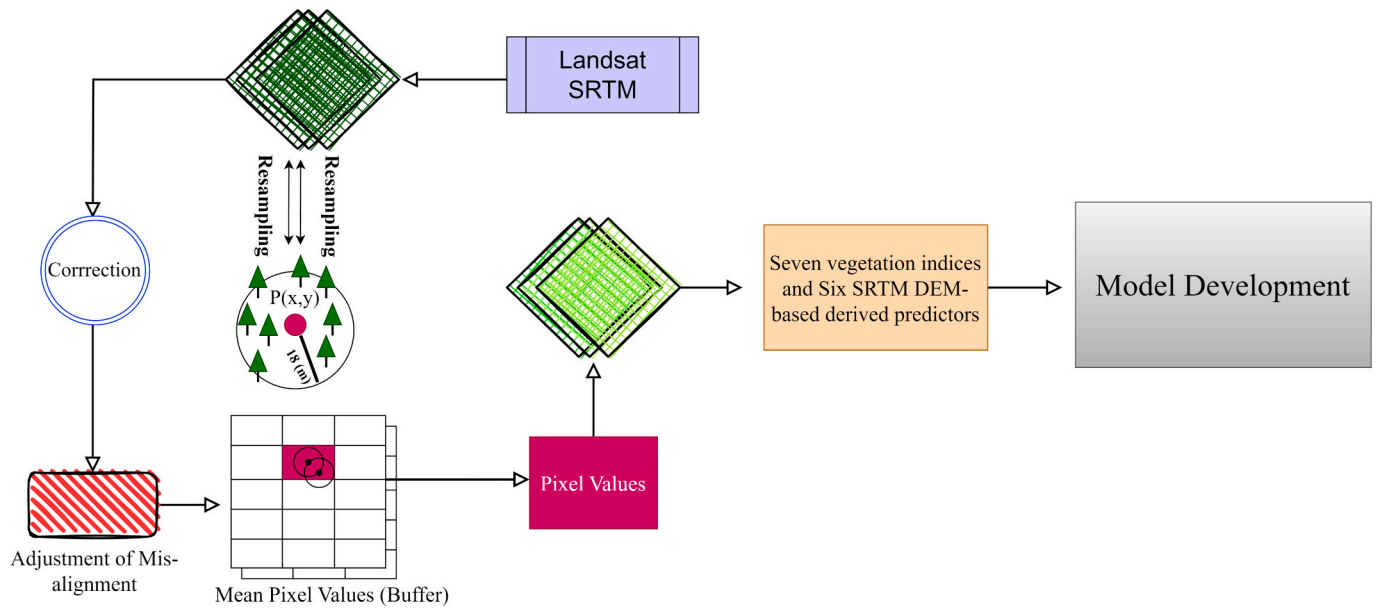 Landsat
SRTM
Resampling
Resampling
Corrrection
P(x,y)
18 (m)
Seven vegetation indices
and Six SRTM DEM-
based derived predictors
Model Development
Pixel Values
Adjustment of Mis-
alignment
Mean Pixel Values (Buffer)